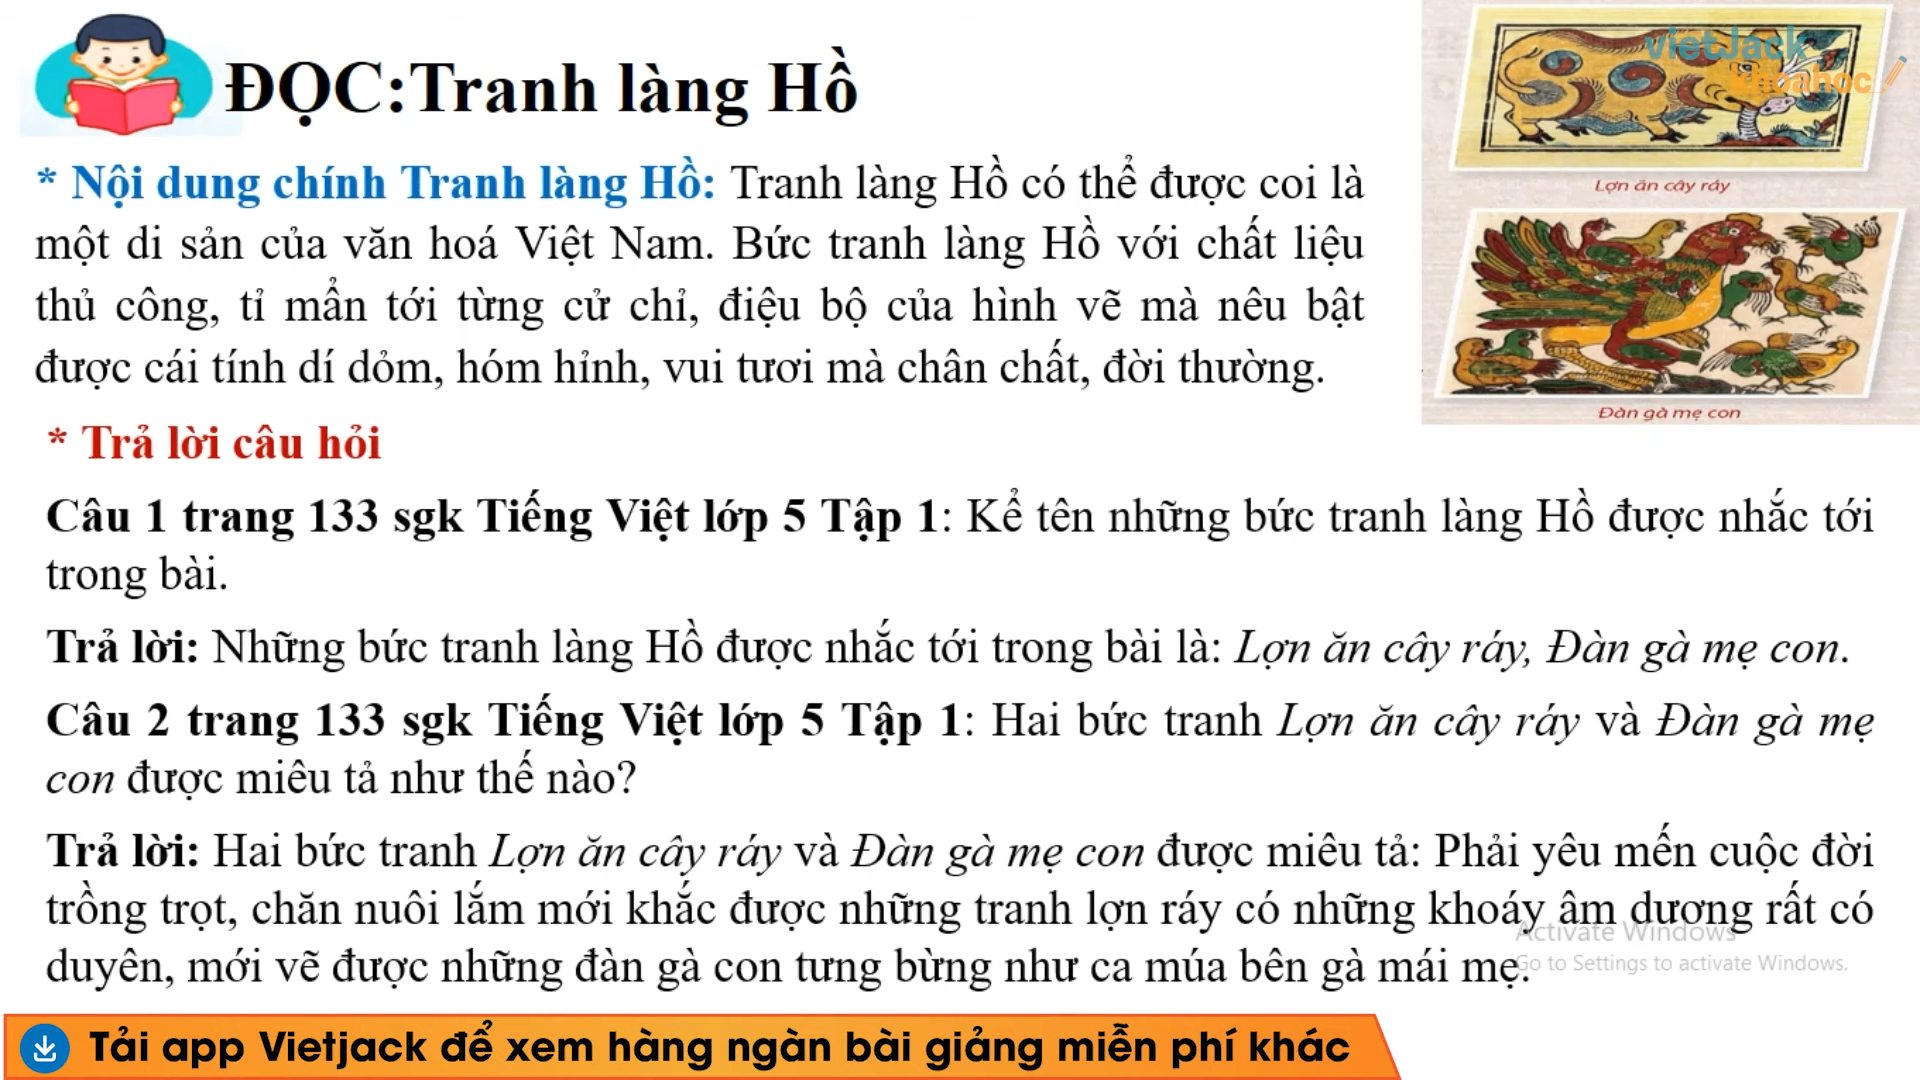 ĐỌC:Tranh làng Hồ
vietJack
khoahoc
* Nội dung chính Tranh làng Hồ: Tranh làng Hồ có thể được coi là
một di sản của văn hoá Việt Nam. Bức tranh làng Hồ với chất liệu
thủ công, tỉ mẩn tới từng cử chỉ, điệu bộ của hình vẽ mà nêu bật
được cái tính dí dỏm, hóm hỉnh, vui tươi mà chân chất, đời thường.
Lợn ăn cây ráy
Đàn gà mẹ con
* Trả lời câu hỏi
Câu 1 trang 133 sgk Tiếng Việt lớp 5 Tập 1: Kể tên những bức tranh làng Hồ được nhắc tới
trong bài.
Trả lời: Những bức tranh làng Hồ được nhắc tới trong bài là: Lợn ăn cây ráy, Đàn gà mẹ con.
Câu 2 trang 133 sgk Tiếng Việt lớp 5 Tập 1: Hai bức tranh Lợn ăn cây ráy và Đàn gà mẹ
con được miêu tả như thế nào?
Trả lời: Hai bức tranh Lợn ăn cây ráy và Đàn gà mẹ con được miêu tả: Phải yêu mến cuộc đời
trồng trọt, chăn nuôi lắm mới khắc được những tranh lợn ráy có những khoáy âm dương rất có
duyên, mới vẽ được những đàn gà con tưng bừng như ca múa bên gà mái mẹ.
Activate Windows
Go to Settings to activate Windows.
Tải app Vietjack để xem hàng ngàn bài giảng miễn phí khác